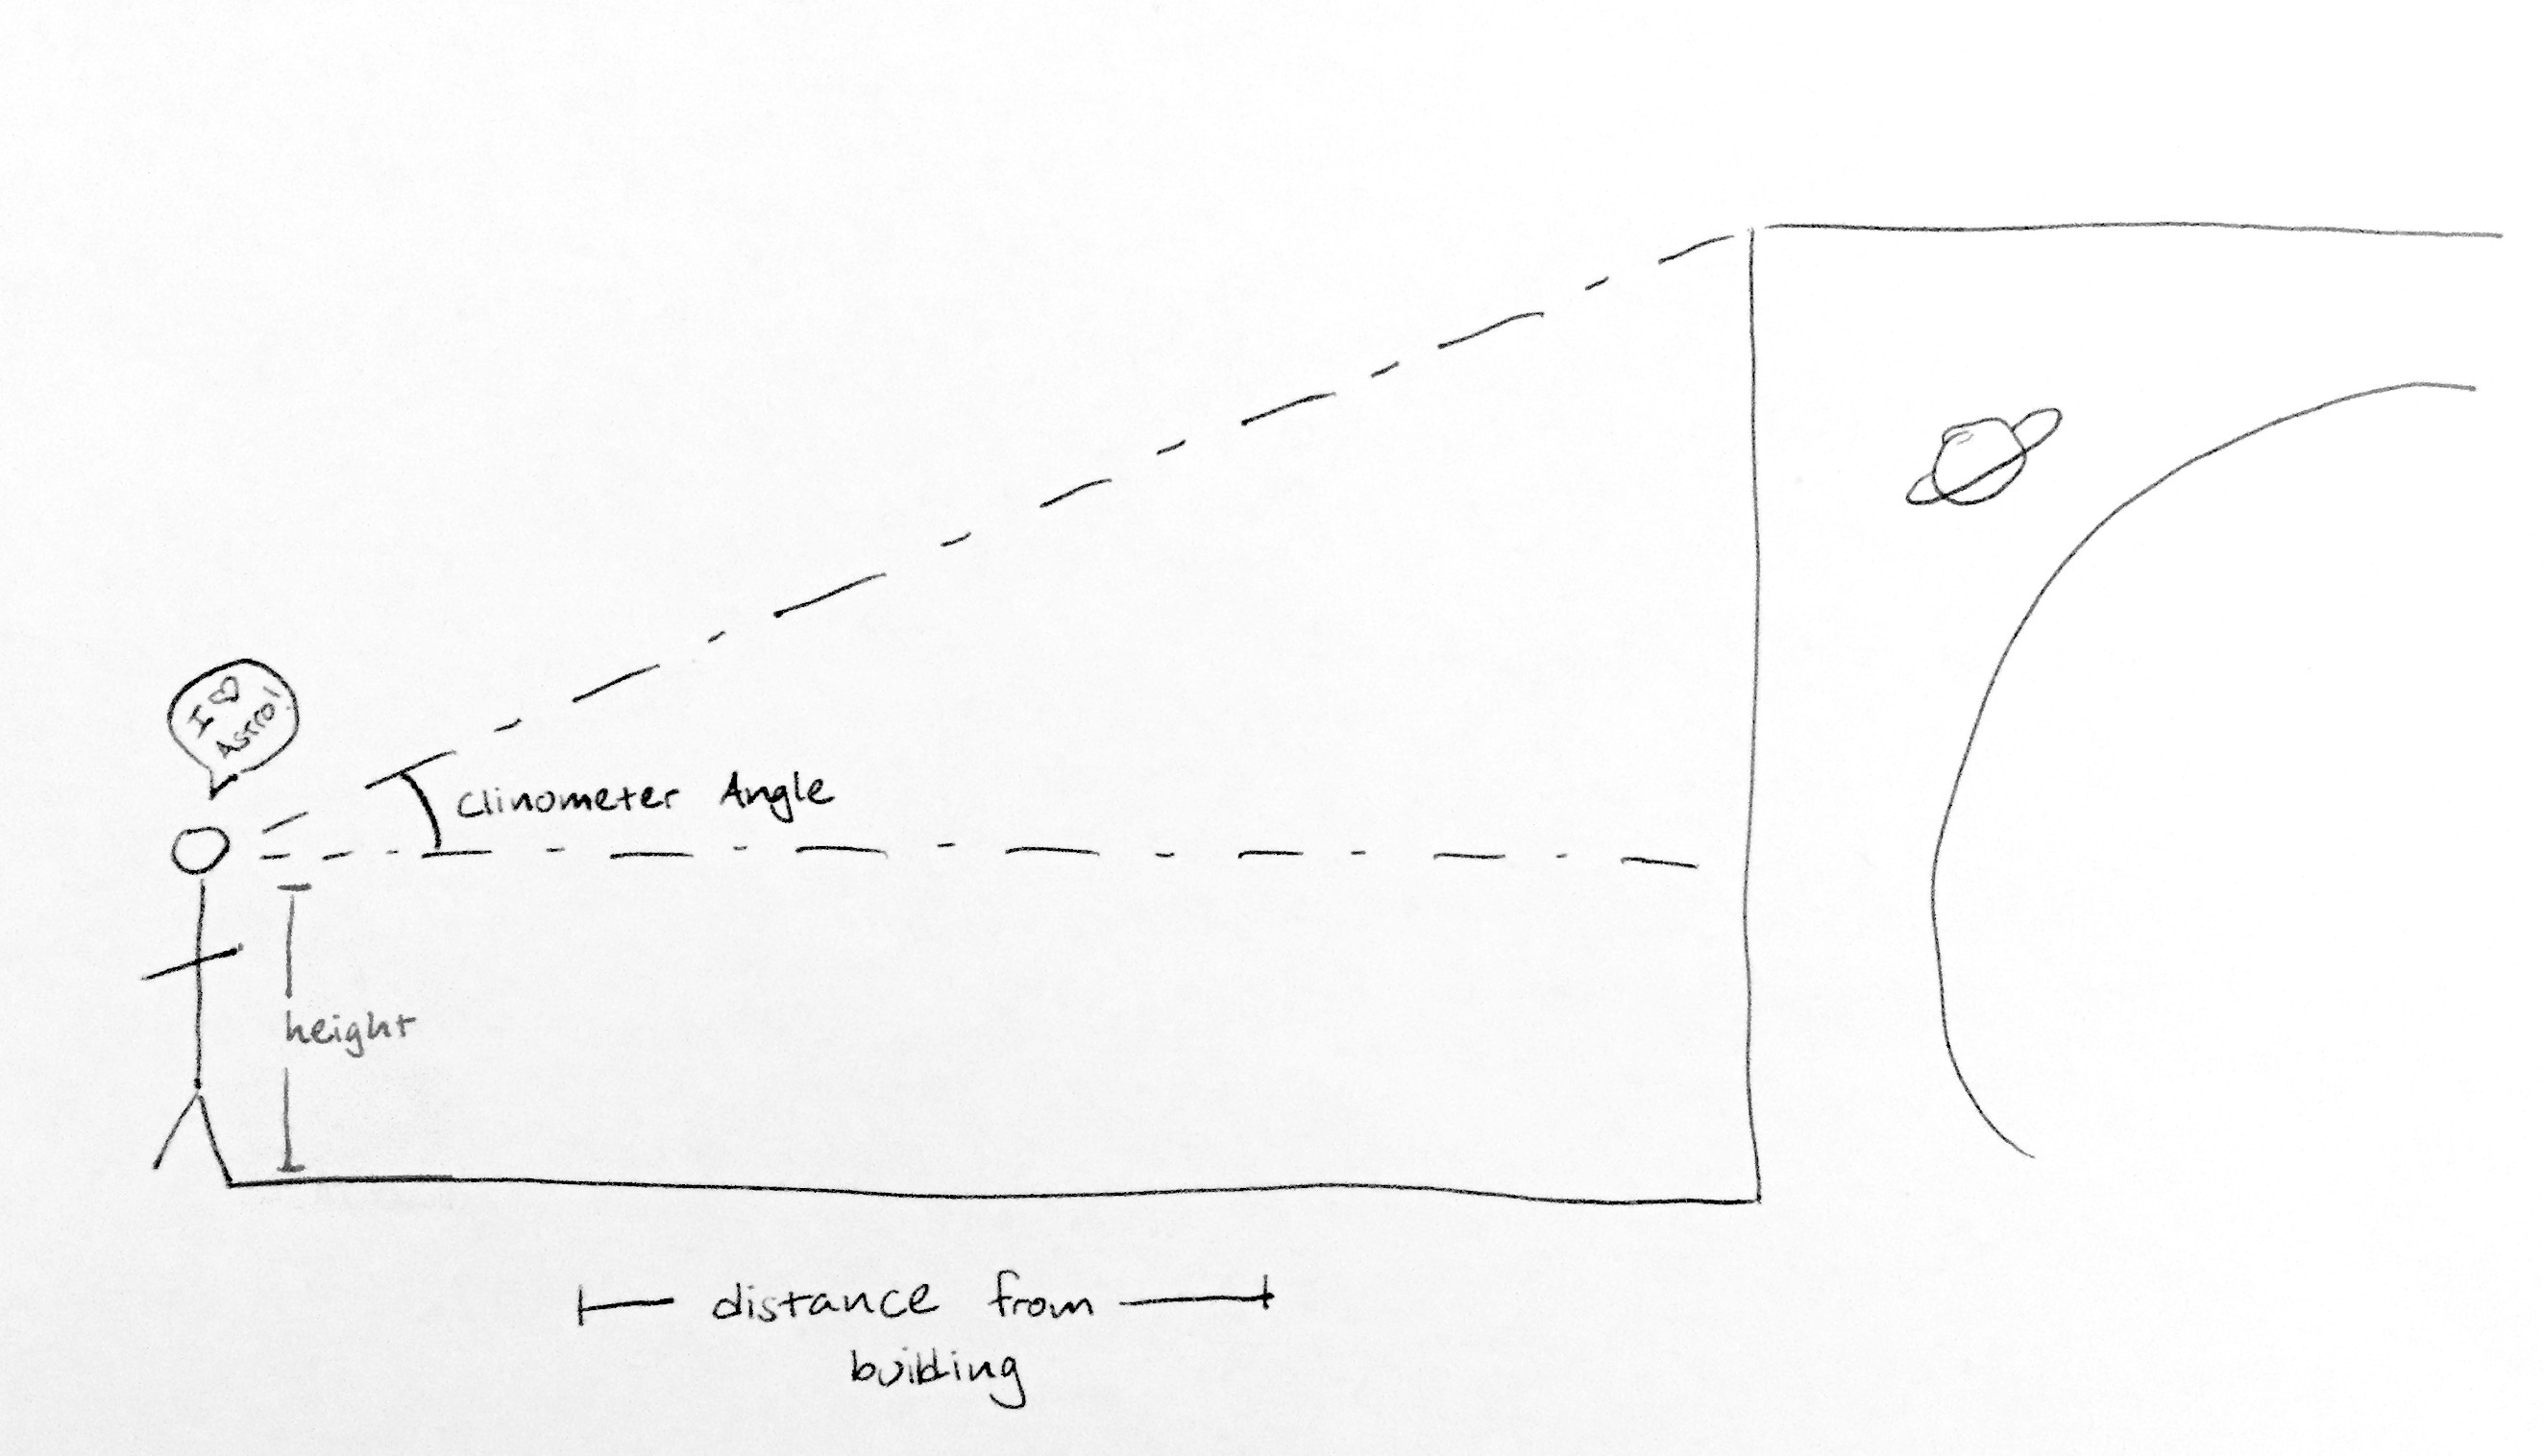 I ♡
Astro!
Clinometer Angle
height
distance from
building